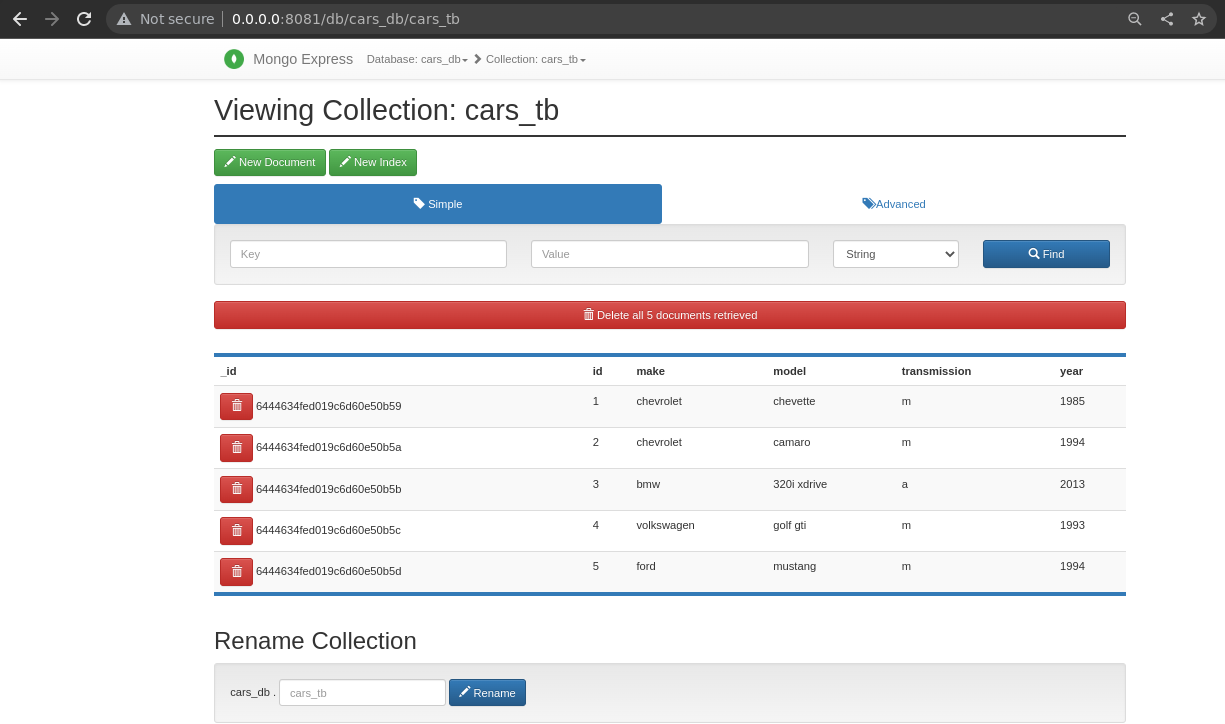 Not secure 0.0.0.0:8081/db/cars_db/cars_tb
Mongo Express Database: cars_db Collection: cars_tb
Viewing Collection: cars_tb
New Document New Index
Simple Advanced
Key Value String Find
Delete all 5 documents retrieved
_id id make model transmission year
6444634fed019c6d60e50b59 1 chevrolet chevette m 1985
6444634fed019c6d60e50b5a 2 chevrolet camaro m 1994
6444634fed019c6d60e50b5b 3 bmw 320i xdrive a 2013
6444634fed019c6d60e50b5c 4 volkswagen golf gti m 1993
6444634fed019c6d60e50b5d 5 ford mustang m 1994
Rename Collection
cars_db . cars_tb Rename